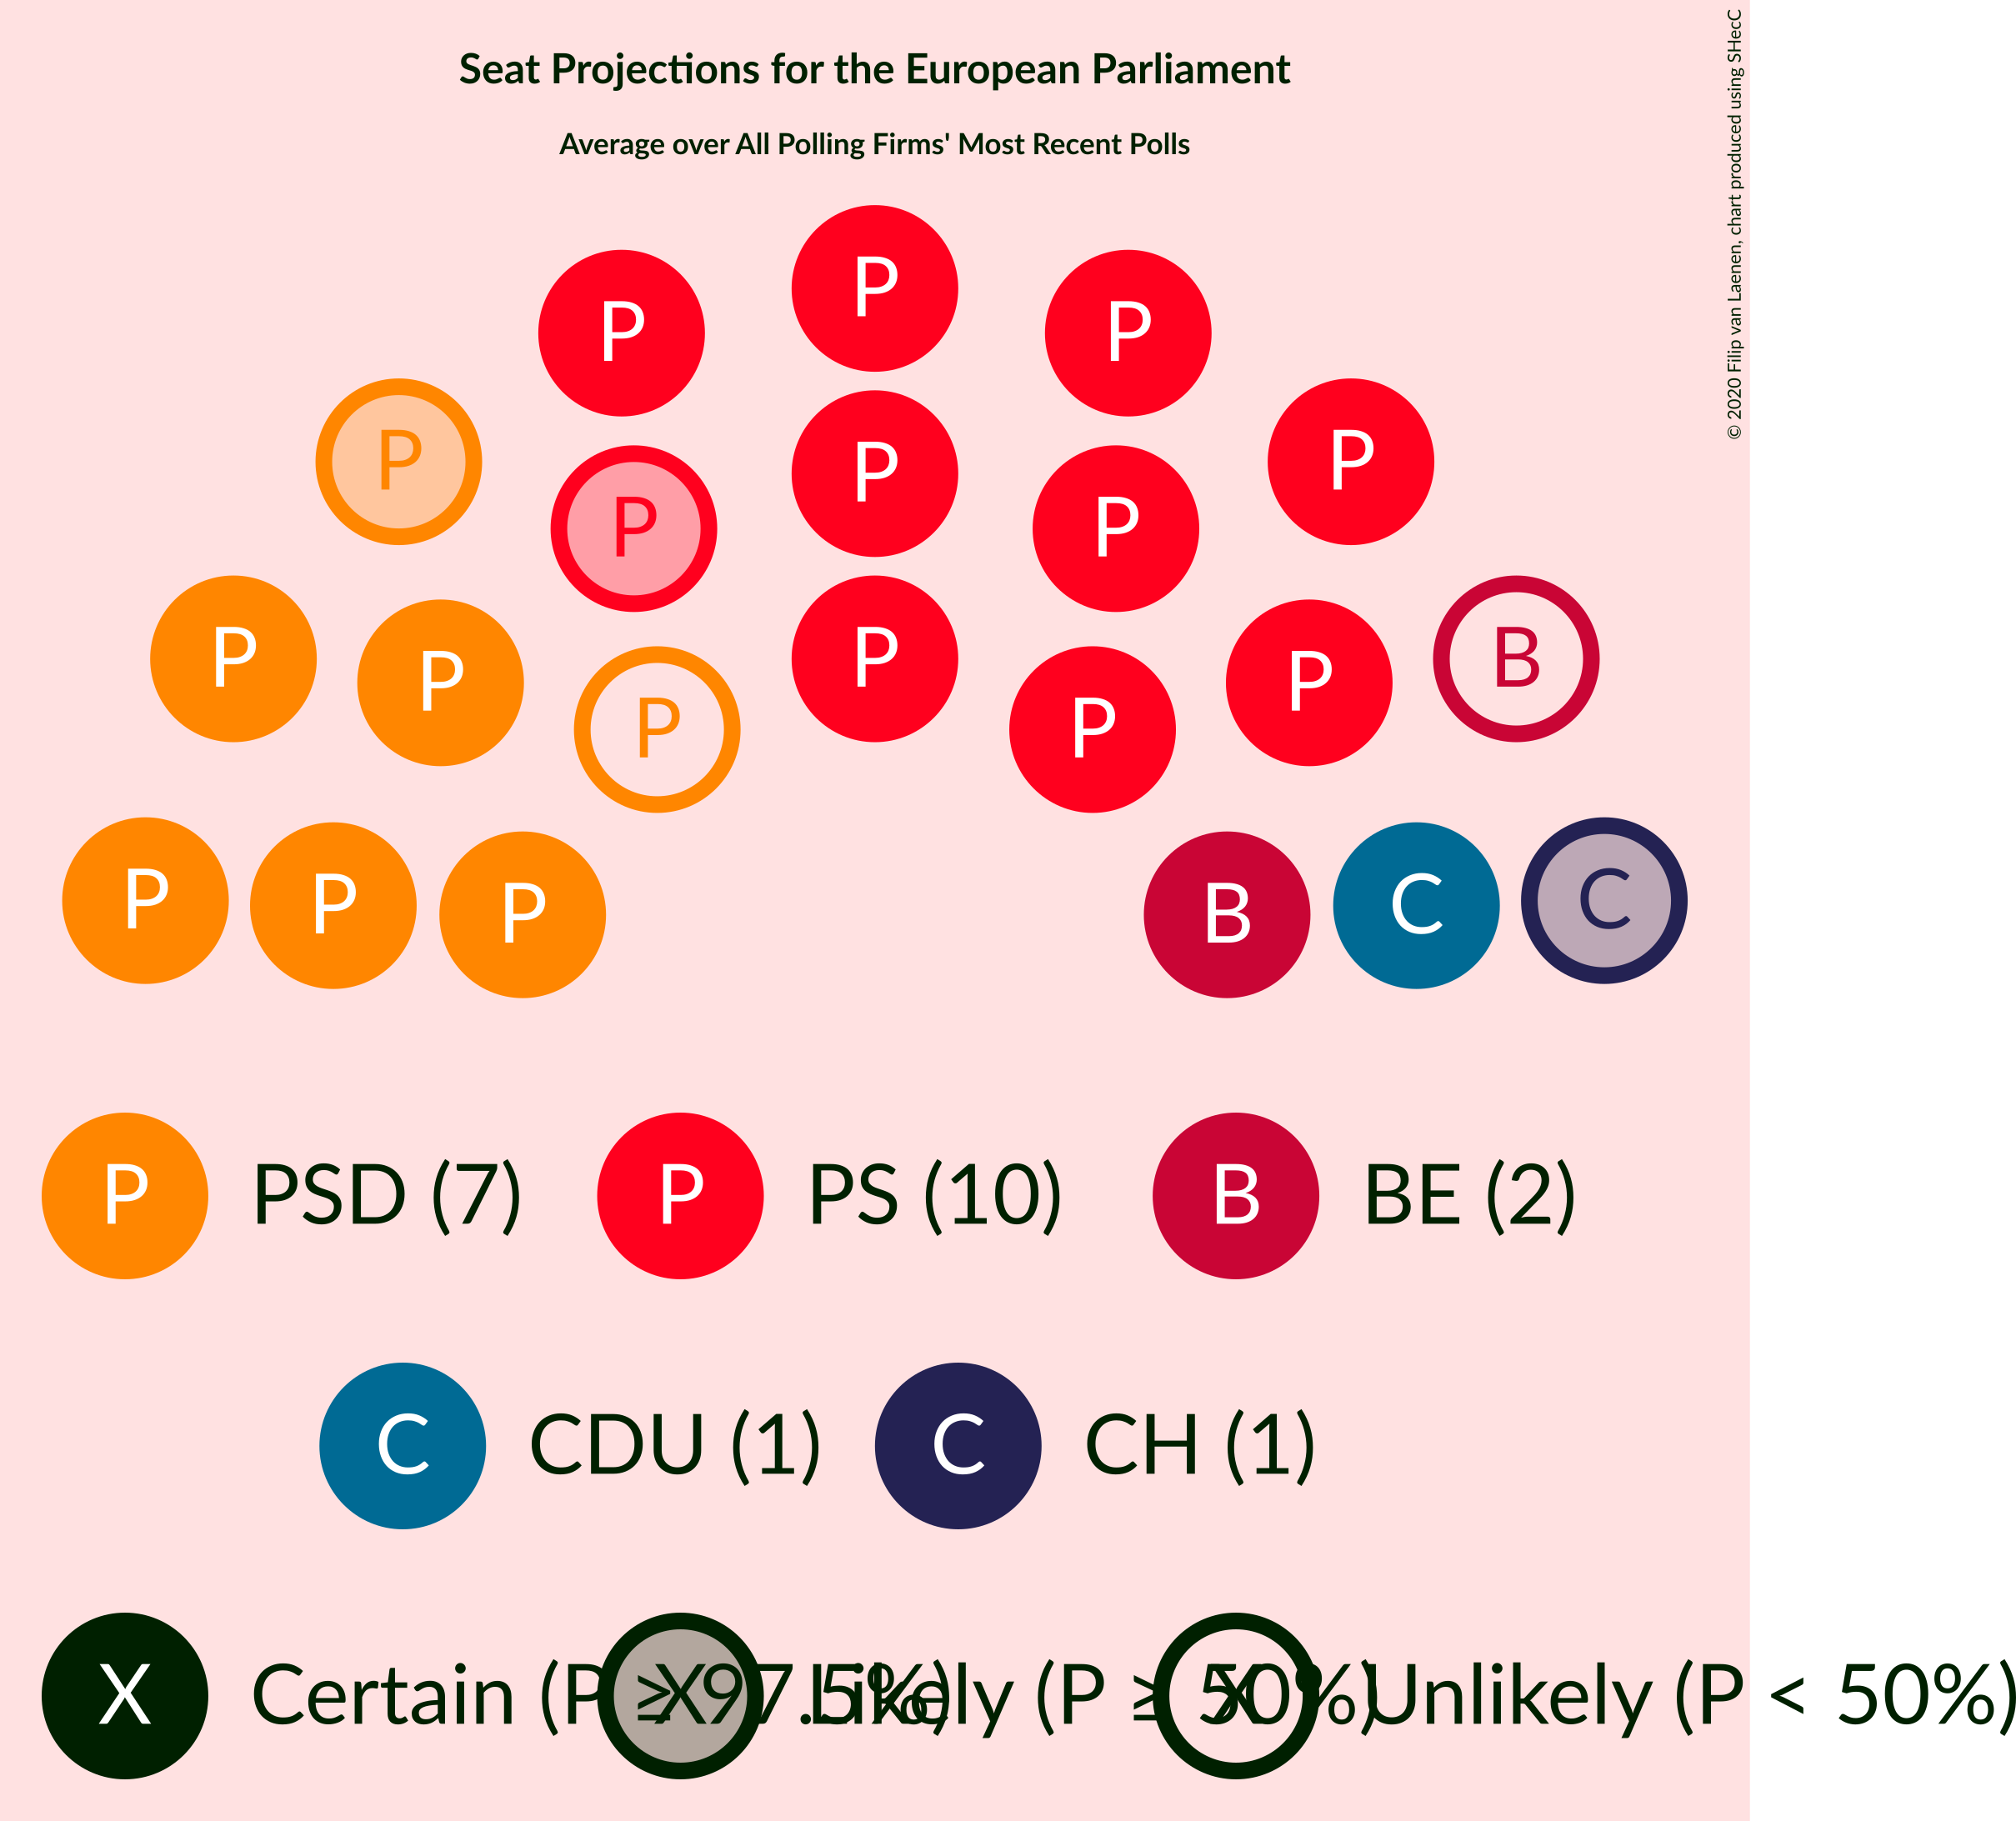 Seat Projections for the European Parliament
Average over All Polling Firms' Most Recent Polls
© 2020 Filip van Laenen, chart produced using SHecC
P
P P
P P
P
P P
P
P B
P P
P P
P P P
B C C
P PSD (7) P PS (10) B BE (2)
C CDU (1) C CH (1)
X Certain (P ≥ 97.5%) X Likely (P ≥ 50%) X Unlikely (P < 50%)